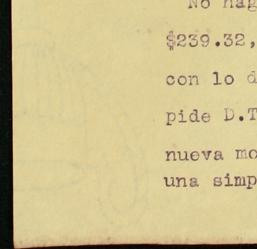 No hag
$239.32,
con lo d
pide D.T
nueva mo
una simp